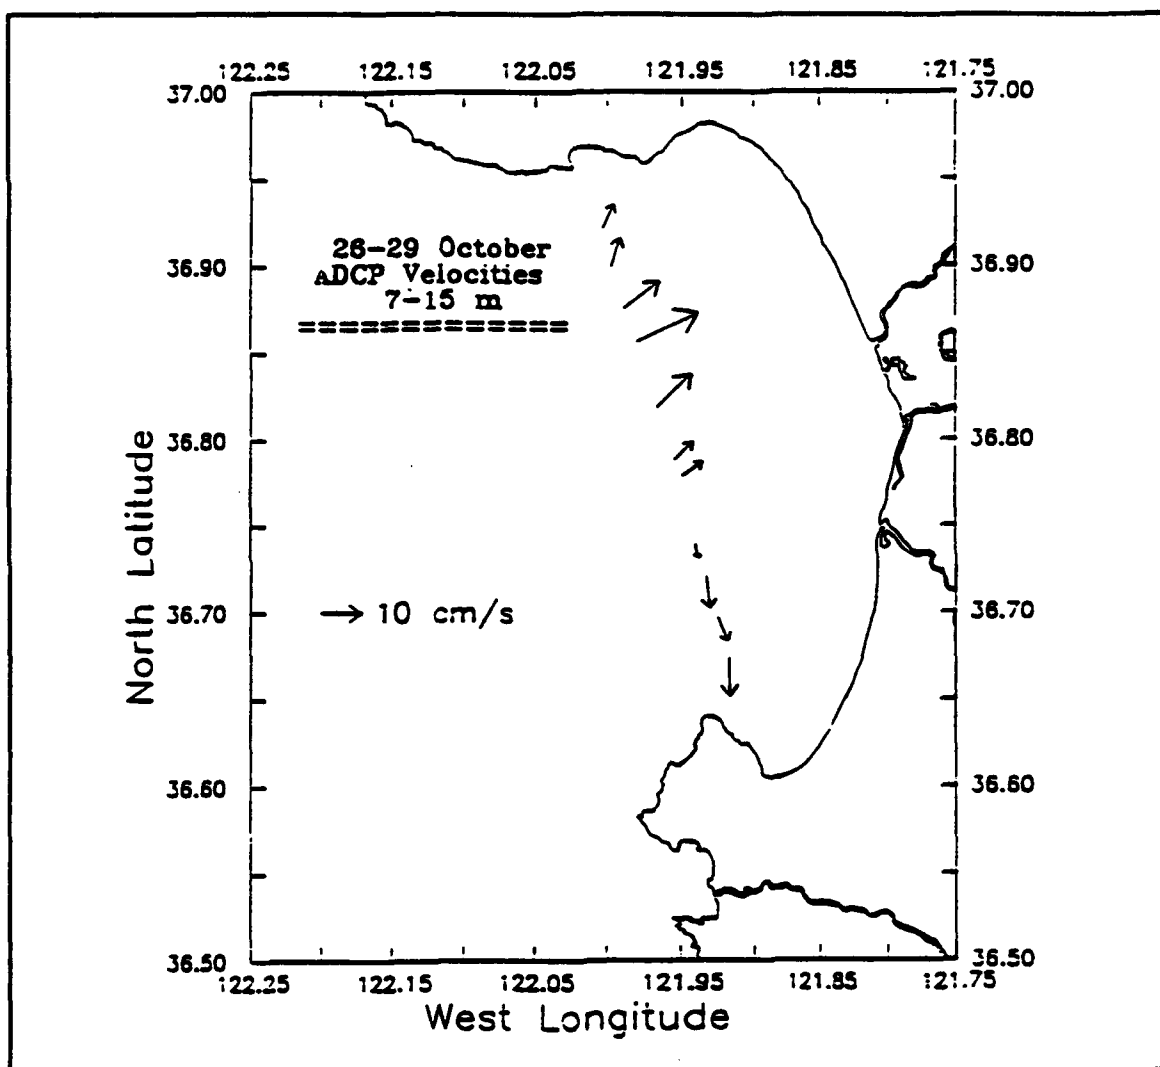 122.25 122.15 122.05 121.95 121.85 121.75
37.00 37.00
26-29 October
ADCP Velocities
7-15 m
=============
36.90 36.90
36.80 36.80
North Latitude
10 cm/s
36.70 36.70
36.60 36.60
36.50 36.50
122.25 122.15 122.05 121.95 121.85 121.75
West Longitude